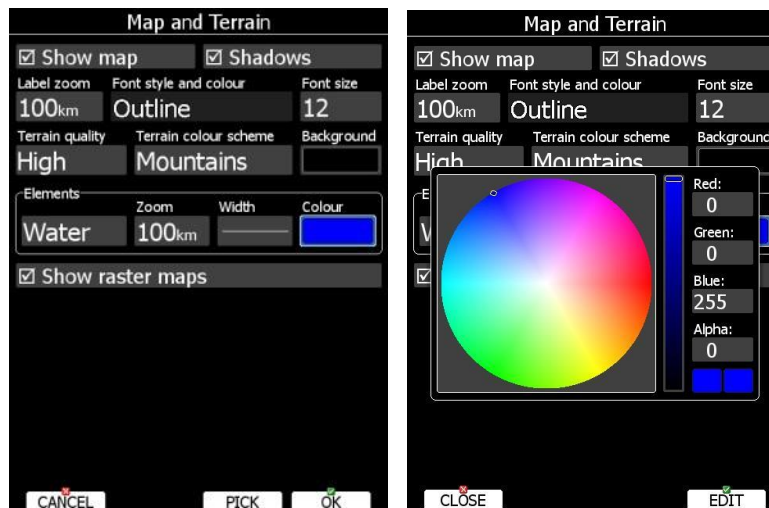 Map and Terrain
Show map Shadows
Label zoom Font style and colour Font size
100km Outline 12
Terrain quality Terrain colour scheme Background
High Mountains
Elements
Zoom Width Colour
Water 100km
Show raster maps
CANCEL PICK OK
Map and Terrain
Show map Shadows
Label zoom Font style and colour Font size
100km Outline 12
Terrain quality Terrain colour scheme Background
High Mountains
E
W
Red:
0
Green:
0
Blue:
255
Alpha:
0
CLOSE EDIT